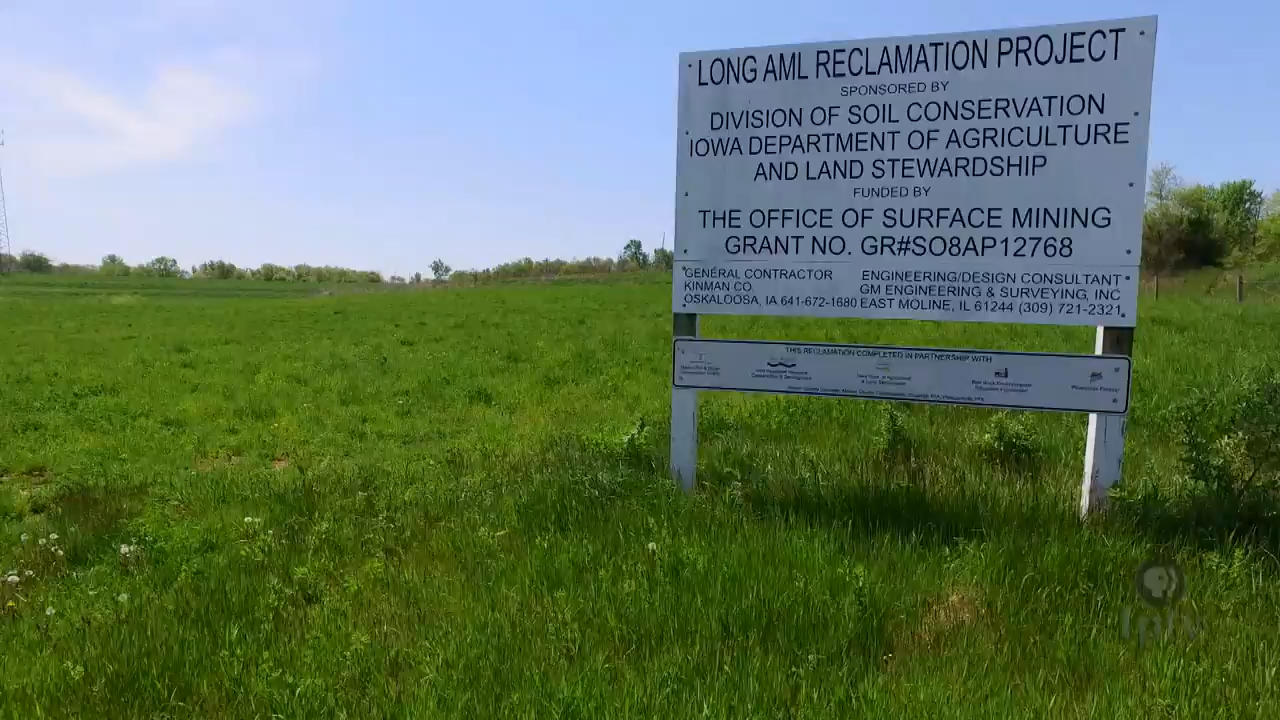 LONG AML RECLAMATION PROJECT
SPONSORED BY
DIVISION OF SOIL CONSERVATION
IOWA DEPARTMENT OF AGRICULTURE
AND LAND STEWARDSHIP
FUNDED BY
THE OFFICE OF SURFACE MINING
GRANT NO. GR#SO8AP12768
GENERAL CONTRACTOR
KINMAN CO.
OSKALOOSA, IA 641-672-1680
ENGINEERING/DESIGN CONSULTANT
GM ENGINEERING & SURVEYING, INC
EAST MOLINE, IL 61244 (309) 721-2321
THIS RECLAMATION COMPLETED IN PARTNERSHIP WITH
iptv